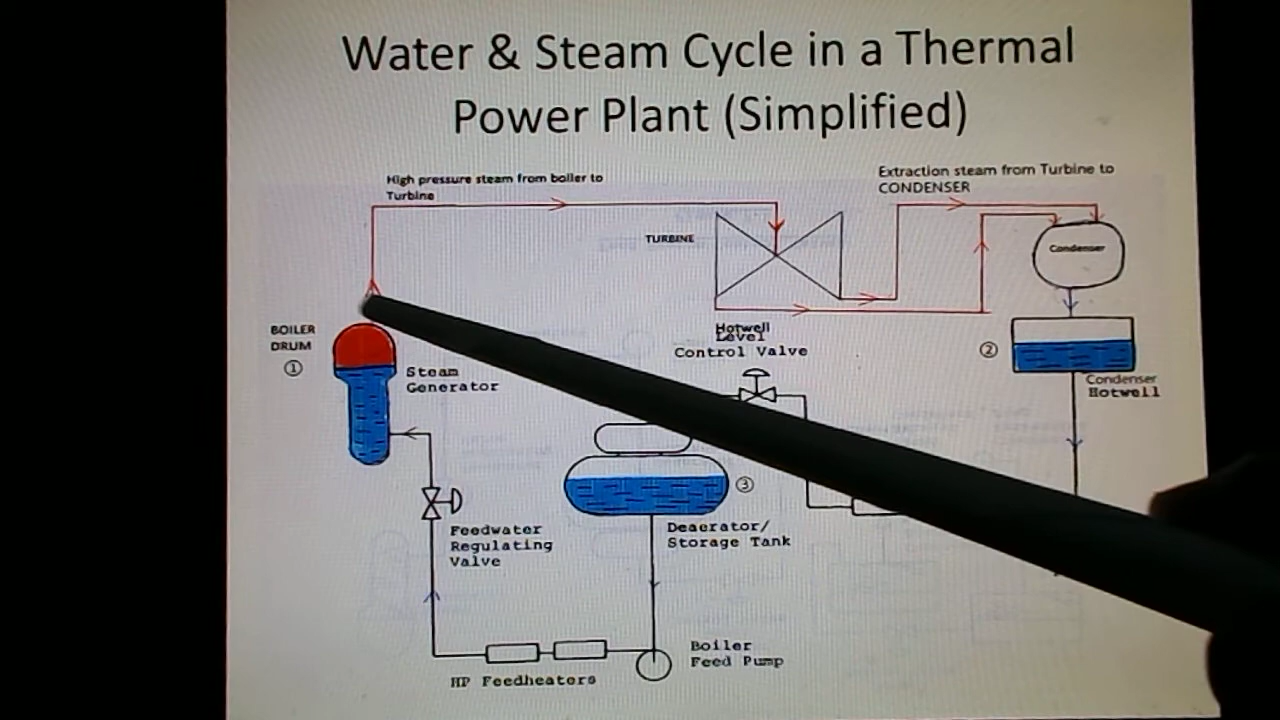 Water & Steam Cycle in a Thermal
Power Plant (Simplified)
High pressure steam from boiler to
Turbine
Extraction steam from Turbine to
CONDENSER
TURBINE
Condenser
BOILER
DRUM
①
Steam
Generator
Hotwell
Level
Control Valve
②
Condenser
Hotwell
③
Deaerator/
Storage Tank
Feedwater
Regulating
Valve
Boiler
Feed Pump
HP Feedheaters